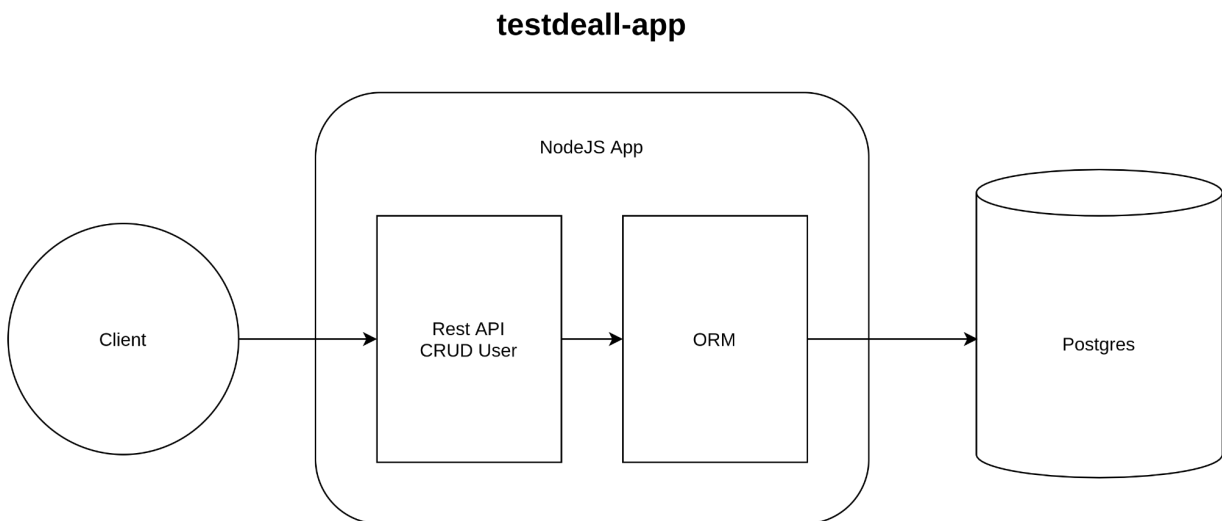 testdeall-app
NodeJS App
Client
Rest API
CRUD User
ORM
Postgres